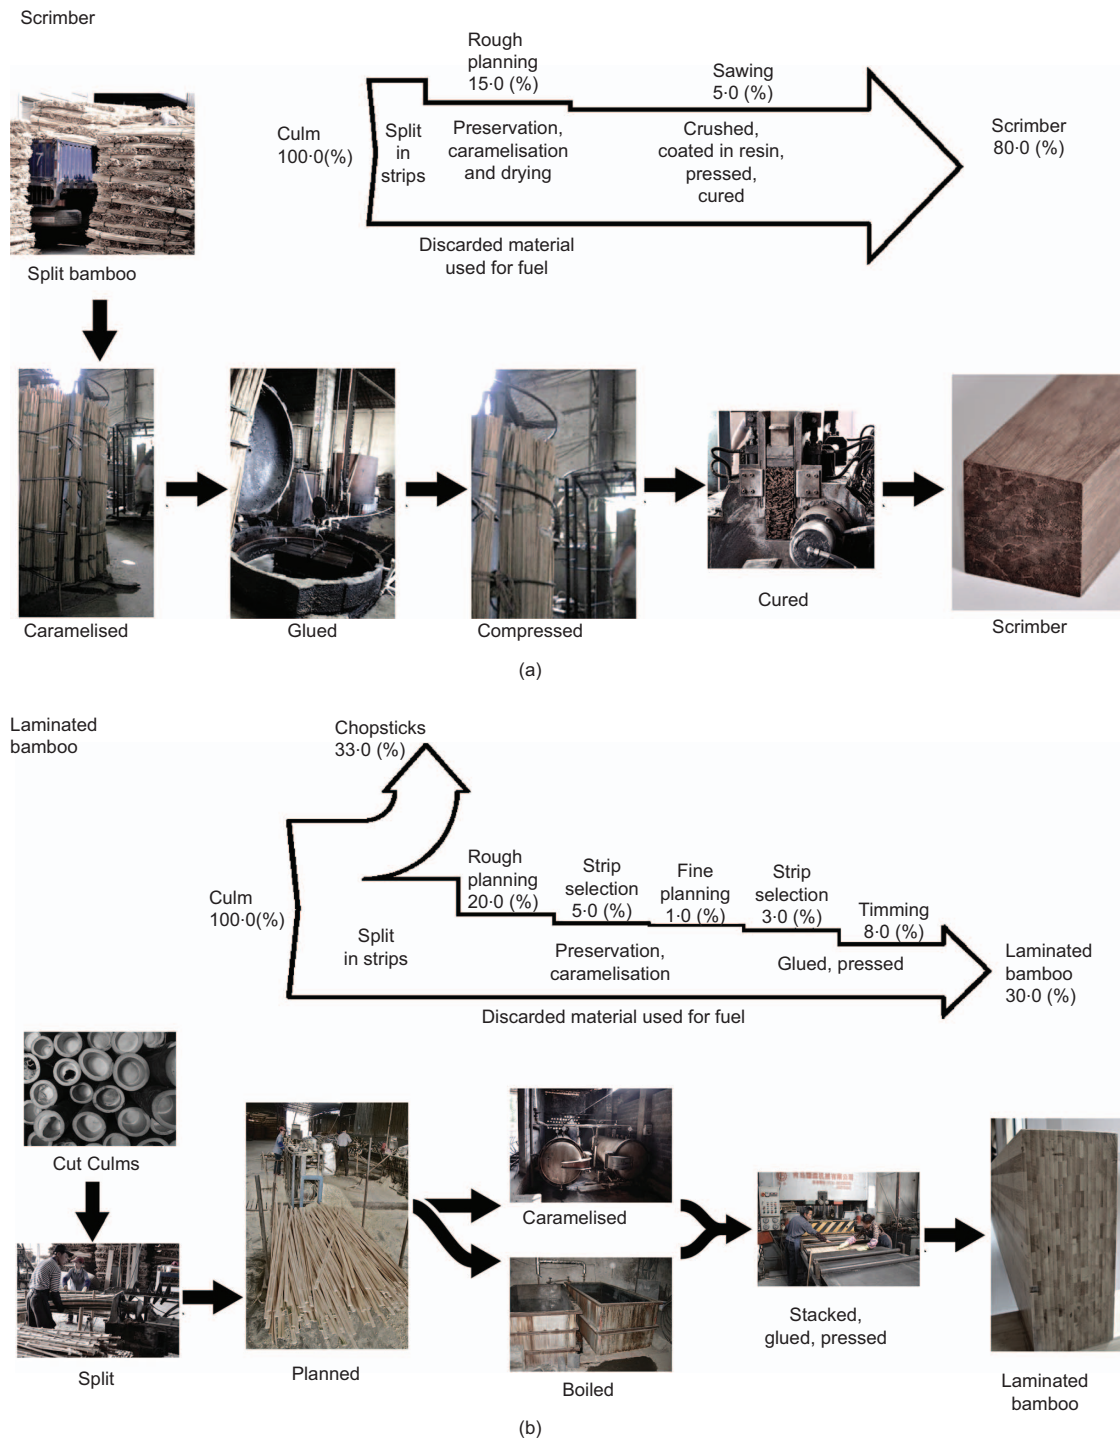 Scrimber
Rough
planning
15·0 (%)
Sawing
5·0 (%)
Culm
100·0(%)
Split
in
strips
Preservation,
caramelisation
and drying
Crushed,
coated in resin,
pressed,
cured
Scrimber
80·0 (%)
Discarded material
used for fuel
Split bamboo
Caramelised
Glued
Compressed
Cured
Scrimber
(a)
Laminated
bamboo
Chopsticks
33·0 (%)
Rough
planning
20·0 (%)
Strip
selection
5·0 (%)
Fine
planning
1·0 (%)
Strip
selection
3·0 (%)
Timming
8·0 (%)
Culm
100·0(%)
Split
in strips
Preservation,
caramelisation
Glued, pressed
Laminated
bamboo
30·0 (%)
Discarded material used for fuel
Cut Culms
Split
Planned
Caramelised
Boiled
Stacked,
glued, pressed
Laminated
bamboo
(b)